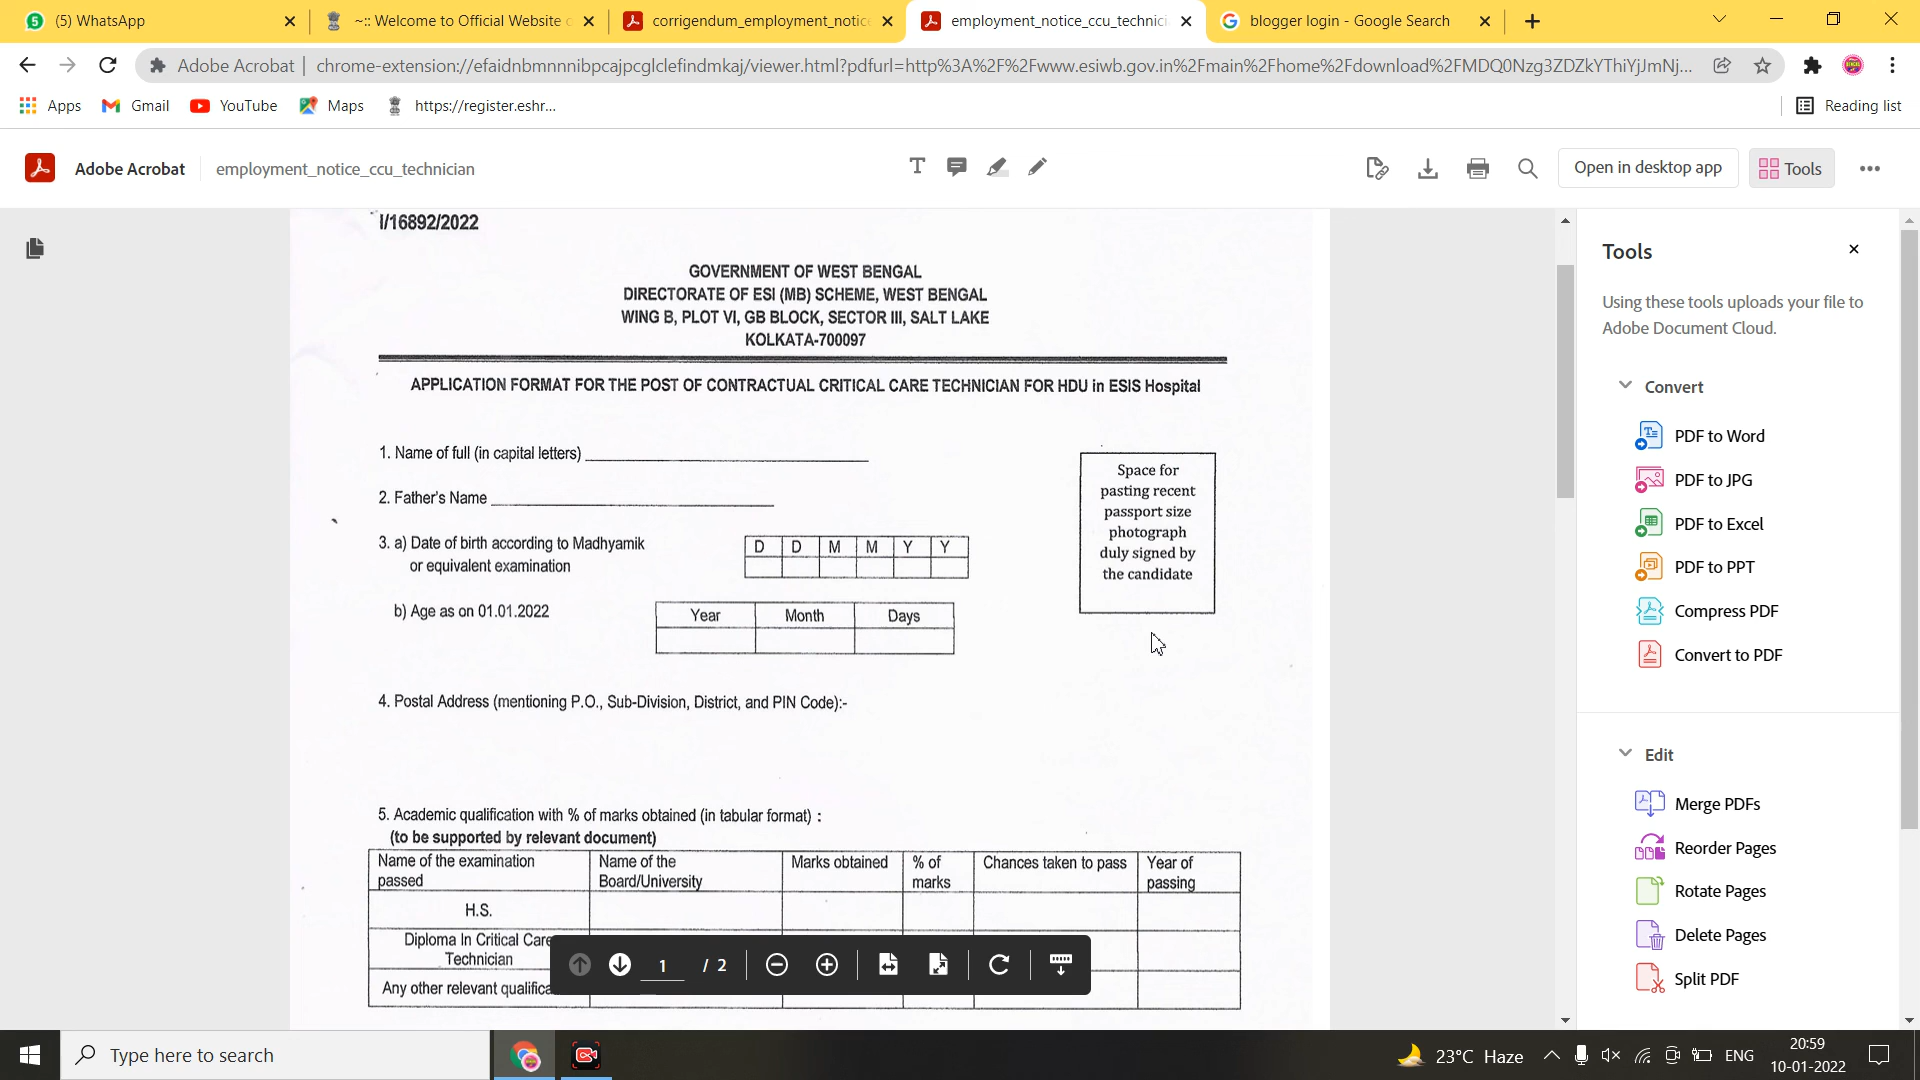 (5) WhatsApp
~:: Welcome to Official Website
corrigendum_employment_notice
employment_notice_ccu_technici
blogger login - Google Search
Adobe Acrobat | chrome-extension://efaidnbmnnnibpcajpcglclefindmkaj/viewer.html?pdfurl=http%3A%2F%2Fwww.esiwb.gov.in%2Fmain%2Fhome%2Fdownload%2FMDQ0Nzg3ZDZkYThiYjJmNj...
Apps
Gmail
YouTube
Maps
https://register.eshr...
Reading list
Adobe Acrobat
employment_notice_ccu_technician
Open in desktop app
Tools
I/16892/2022
GOVERNMENT OF WEST BENGAL
DIRECTORATE OF ESI (MB) SCHEME, WEST BENGAL
WING B, PLOT VI, GB BLOCK, SECTOR III, SALT LAKE
KOLKATA-700097
APPLICATION FORMAT FOR THE POST OF CONTRACTUAL CRITICAL CARE TECHNICIAN FOR HDU in ESIS Hospital
1. Name of full (in capital letters)
2. Father's Name
3. a) Date of birth according to Madhyamik
or equivalent examination
D D M M Y Y
b) Age as on 01.01.2022
Year Month Days
Space for
pasting recent
passport size
photograph
duly signed by
the candidate
4. Postal Address (mentioning P.O., Sub-Division, District, and PIN Code):-
5. Academic qualification with % of marks obtained (in tabular format) :
(to be supported by relevant document)
Name of the examination
passed
Name of the
Board/University
Marks obtained
% of
marks
Chances taken to pass
Year of
passing
H.S.
Diploma In Critical Care
Technician
Any other relevant qualifica
1 / 2
Tools
Using these tools uploads your file to
Adobe Document Cloud.
Convert
PDF to Word
PDF to JPG
PDF to Excel
PDF to PPT
Compress PDF
Convert to PDF
Edit
Merge PDFs
Reorder Pages
Rotate Pages
Delete Pages
Split PDF
Type here to search
23°C Haze
ENG
20:59
10-01-2022